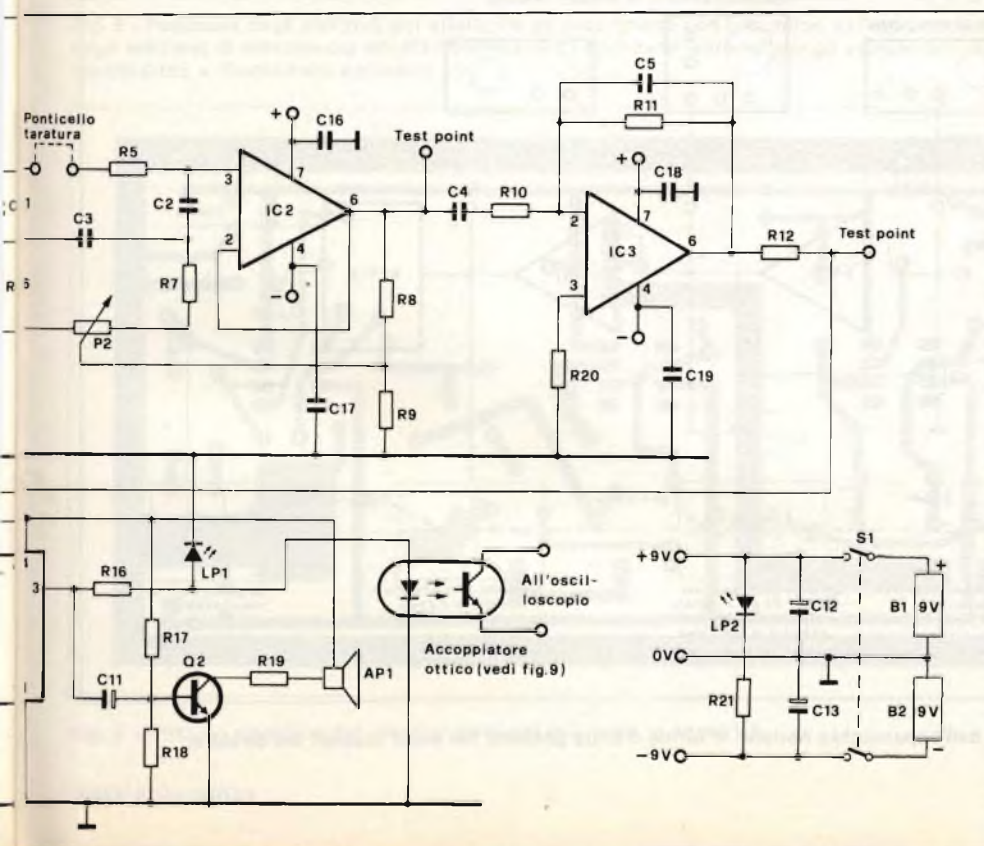 Ponticello
taratura
R5
C2
C3
R7
P2
+
C16
3
7
IC2
6
2
4
−
C17
R8
R9
Test point
C4
R10
C5
R11
+
C18
2
7
IC3
6
3
4
−
R20
C19
R12
Test point
3
R16
LP1
R17
C11
Q2
R18
R19
AP1
All'oscil-
loscopio
Accoppiatore
ottico (vedi fig.9)
+9V
0V
−9V
LP2
R21
C12
C13
S1
+
B1
9V
B2
9V
−